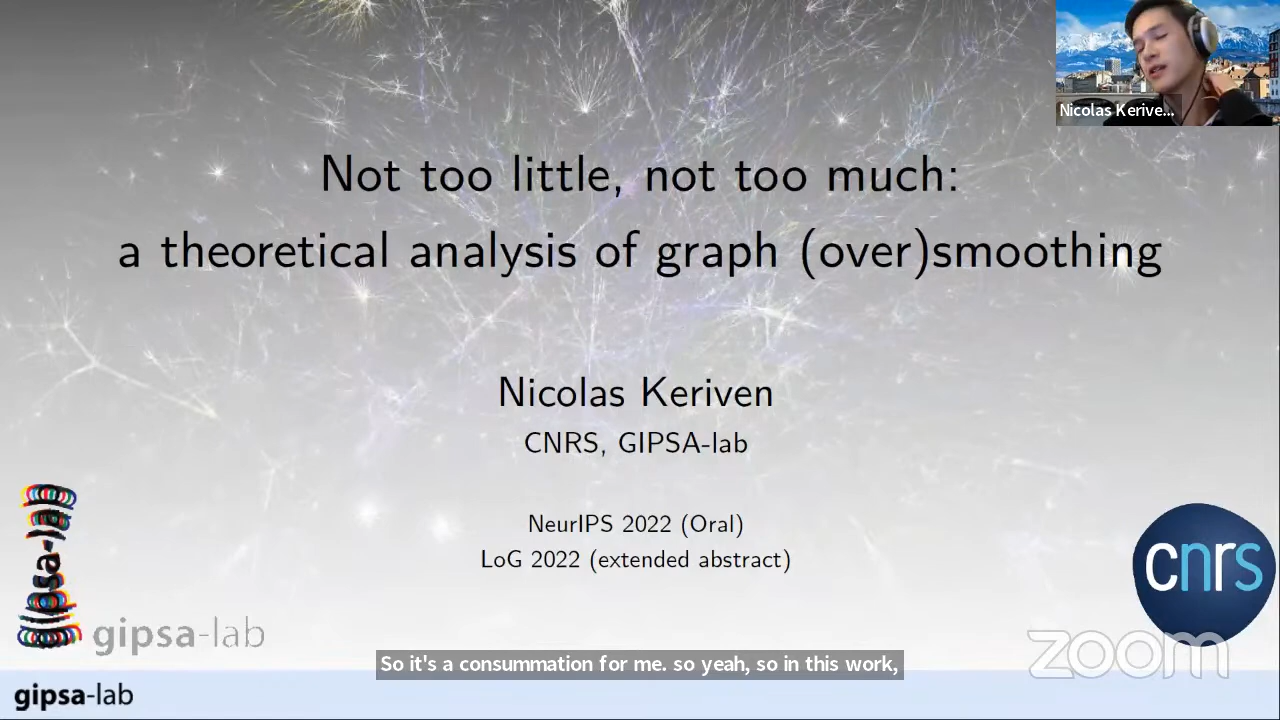 Nicolas Kerive...
Not too little, not too much:
a theoretical analysis of graph (over)smoothing
Nicolas Keriven
CNRS, GIPSA-lab
NeurIPS 2022 (Oral)
LoG 2022 (extended abstract)
gipsa-lab
gipsa-lab
cnrs
zoom
So it's a consummation for me. so yeah, so in this work,
gipsa-lab